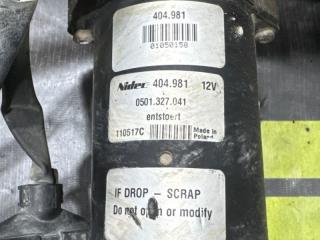 404.981
01050158
Nidec 404.981 12V
0501.327.041
entstoert
110517C Made in Poland
IF DROP - SCRAP
Do not open or modify